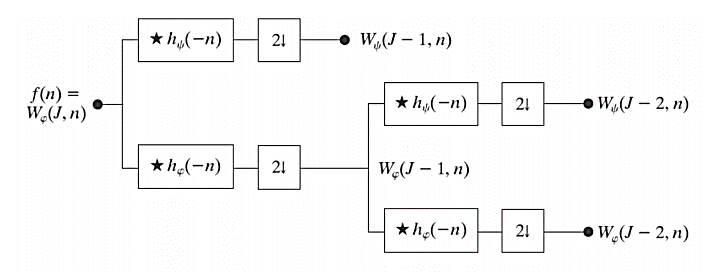 ★ h_ψ(−n)
2↓
W_ψ(J − 1, n)
f(n) =
W_φ(J, n)
★ h_ψ(−n)
2↓
W_ψ(J − 2, n)
★ h_φ(−n)
2↓
W_φ(J − 1, n)
★ h_φ(−n)
2↓
W_φ(J − 2, n)